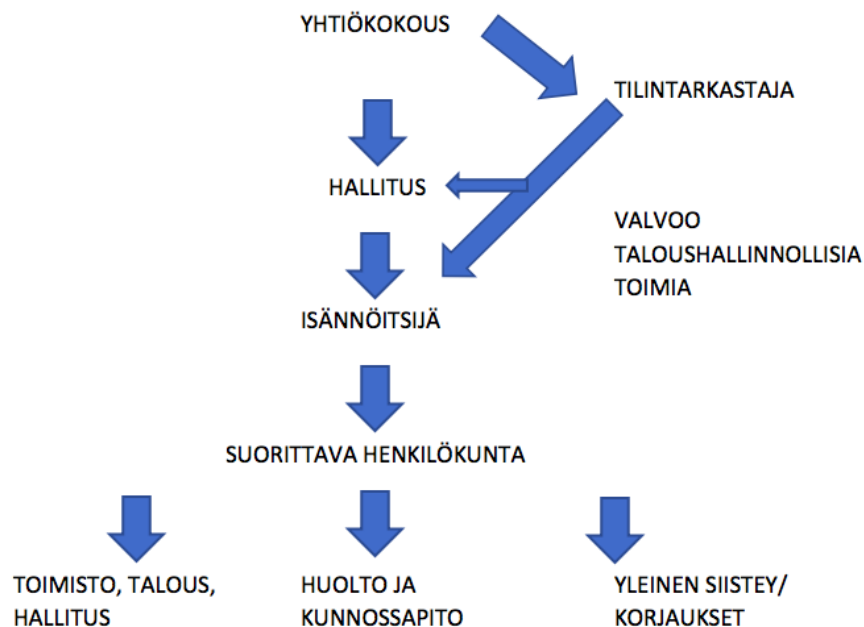 YHTIÖKOKOUS
TILINTARKASTAJA
HALLITUS
VALVOO
TALOUSHALLINNOLLISIA
TOIMIA
ISÄNNÖITSIJÄ
SUORITTAVA HENKILÖKUNTA
TOIMISTO, TALOUS,
HALLITUS
HUOLTO JA
KUNNOSSAPITO
YLEINEN SIISTEY/
KORJAUKSET